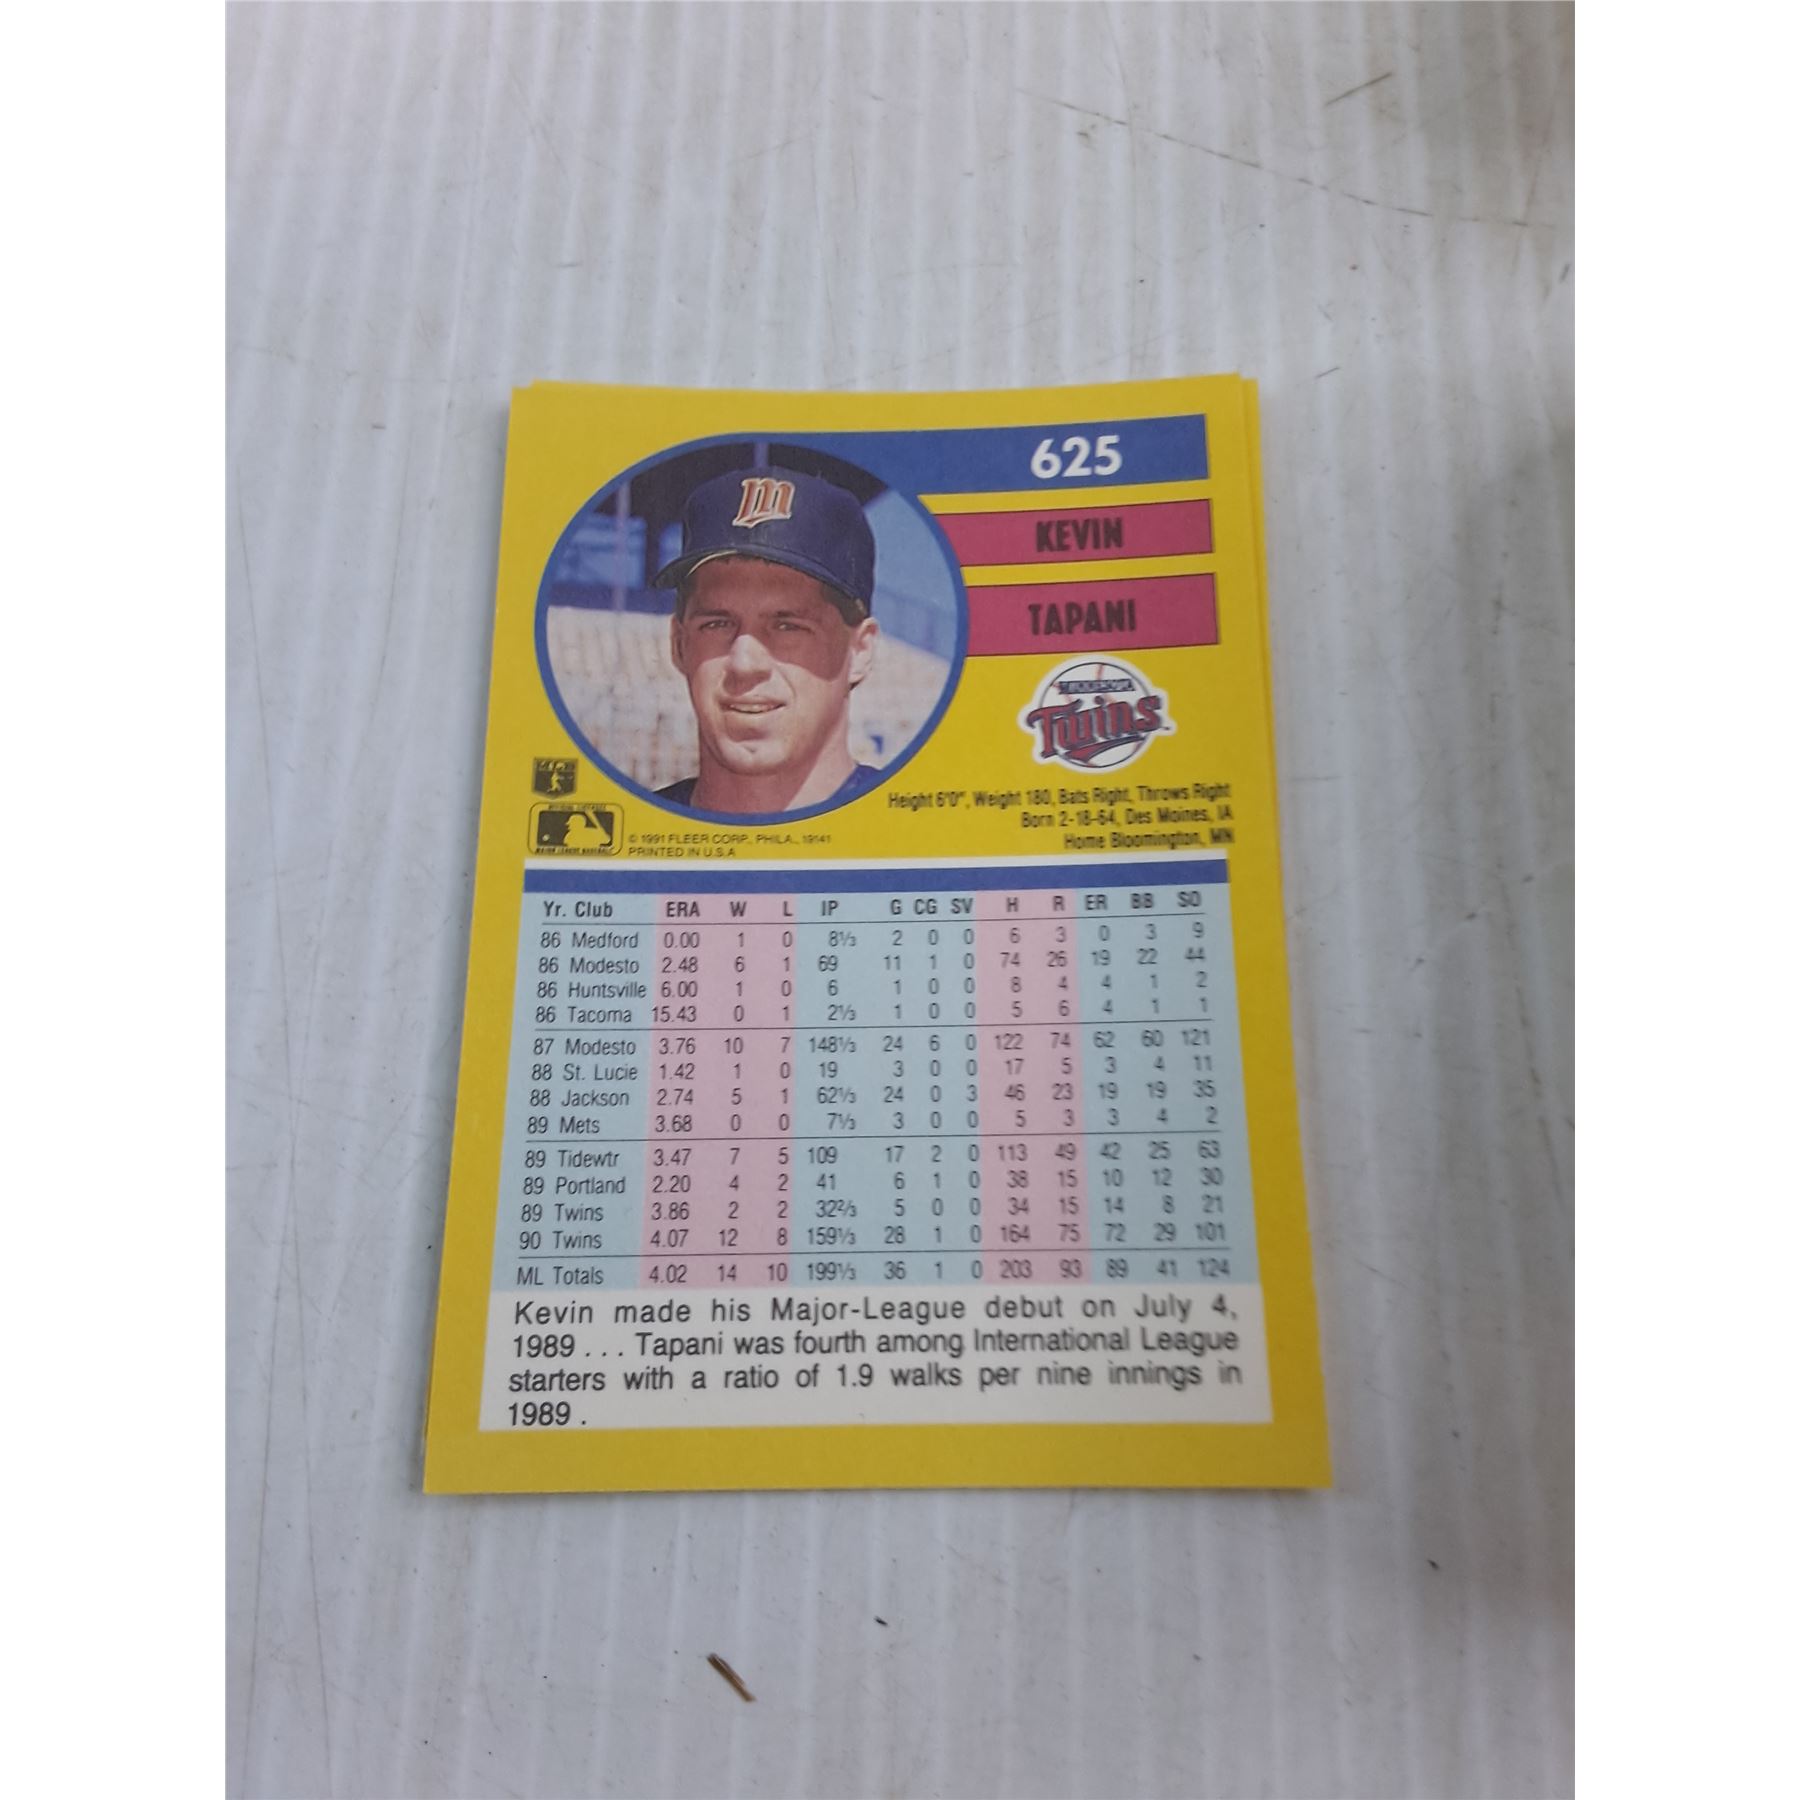 625
KEVIN
TAPANI
Twins
Height 6'0", Weight 180, Bats Right, Throws Right
Born 2-18-64, Des Moines, IA
Home Bloomington, MN
© 1991 FLEER CORP., PHILA., 19141
PRINTED IN U.S.A
Yr. Club ERA W L IP G CG SV H R ER BB SO
86 Medford 0.00 1 0 8⅓ 2 0 0 6 3 0 3 9
86 Modesto 2.48 6 1 69 11 1 0 74 26 19 22 44
86 Huntsville 6.00 1 0 6 1 0 0 8 4 4 1 2
86 Tacoma 15.43 0 1 2⅓ 1 0 0 5 6 4 1 1
87 Modesto 3.76 10 7 148⅓ 24 6 0 122 74 62 60 121
88 St. Lucie 1.42 1 0 19 3 0 0 17 5 3 4 11
88 Jackson 2.74 5 1 62⅓ 24 0 3 46 23 19 19 35
89 Mets 3.68 0 0 7⅓ 3 0 0 5 3 3 4 2
89 Tidewtr 3.47 7 5 109 17 2 0 113 49 42 25 63
89 Portland 2.20 4 2 41 6 1 0 38 15 10 12 30
89 Twins 3.86 2 2 32⅔ 5 0 0 34 15 14 8 21
90 Twins 4.07 12 8 159⅓ 28 1 0 164 75 72 29 101
ML Totals 4.02 14 10 199⅓ 36 1 0 203 93 89 41 124
Kevin made his Major-League debut on July 4,
1989 . . . Tapani was fourth among International League
starters with a ratio of 1.9 walks per nine innings in
1989 .